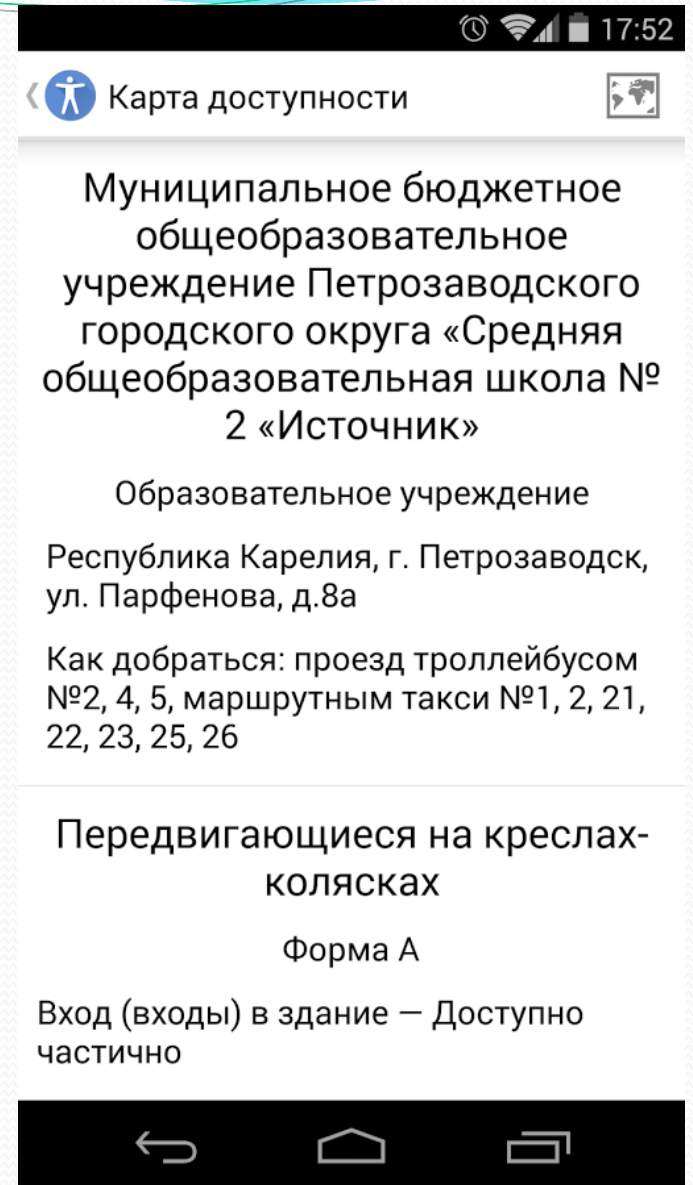 17:52
Карта доступности
Муниципальное бюджетное
общеобразовательное
учреждение Петрозаводского
городского округа «Средняя
общеобразовательная школа №
2 «Источник»
Образовательное учреждение
Республика Карелия, г. Петрозаводск,
ул. Парфенова, д.8а
Как добраться: проезд троллейбусом
№2, 4, 5, маршрутным такси №1, 2, 21,
22, 23, 25, 26
Передвигающиеся на креслах-
колясках
Форма А
Вход (входы) в здание — Доступно
частично